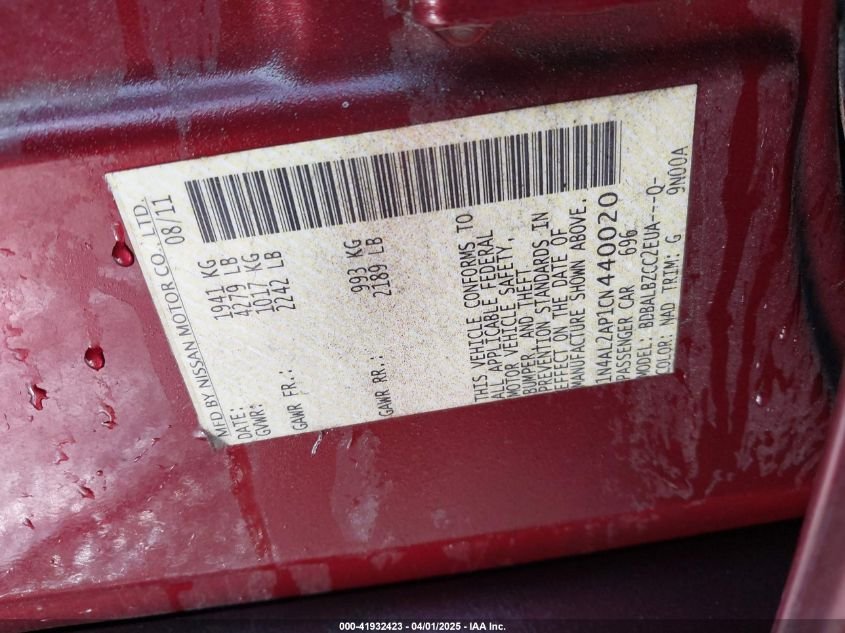 MFD.BY NISSAN MOTOR CO.,LTD.
DATE: 08/11
GVWR: 1941 KG
4279 LB
GAWR FR.: 1017 KG
2242 LB
GAWR RR.: 993 KG
2189 LB
THIS VEHICLE CONFORMS TO
ALL APPLICABLE FEDERAL
MOTOR VEHICLE SAFETY,
BUMPER, AND THEFT
PREVENTION STANDARDS IN
EFFECT ON THE DATE OF
MANUFACTURE SHOWN ABOVE.
1N4AL2AP1CN440020
PASSENGER CAR 696
MODEL: BDBALBZCC2EUA---Q-
COLOR: NAD TRIM: G 9N00A
000-41932423 - 04/01/2025 - IAA Inc.